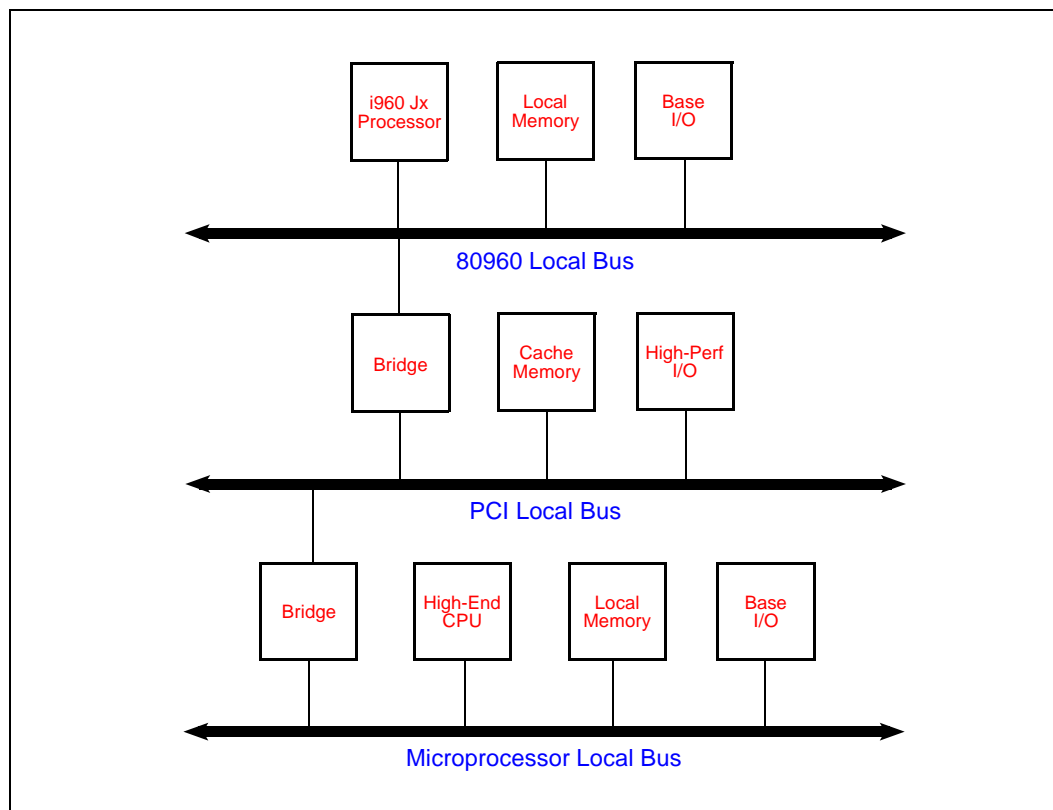 i960 Jx
Processor
Local
Memory
Base
I/O
80960 Local Bus
Bridge
Cache
Memory
High-Perf
I/O
PCI Local Bus
Bridge
High-End
CPU
Local
Memory
Base
I/O
Microprocessor Local Bus